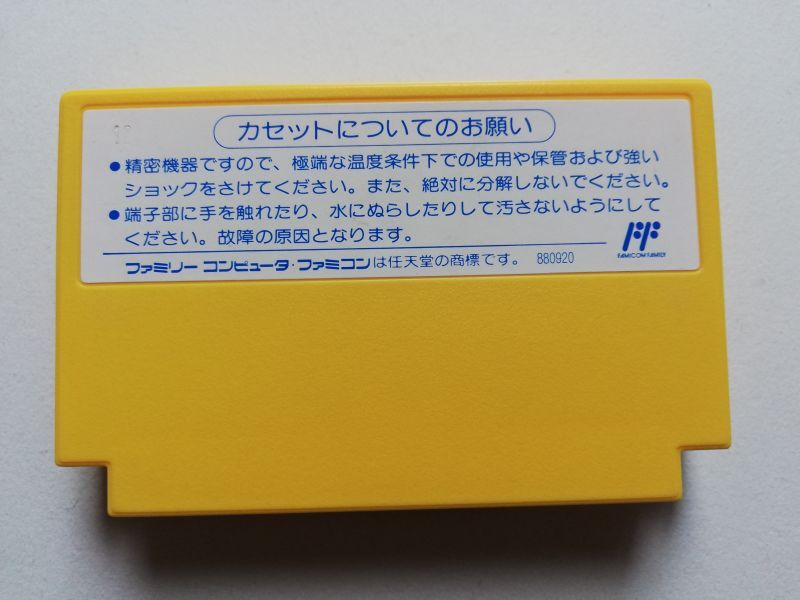 カセットについてのお願い
●精密機器ですので、極端な温度条件下での使用や保管および強い
ショックをさけてください。また、絶対に分解しないでください。
●端子部に手を触れたり、水にぬらしたりして汚さないようにして
ください。故障の原因となります。
ファミリー コンピュータ・ファミコンは任天堂の商標です。 880920
FF
FAMICOM FAMILY